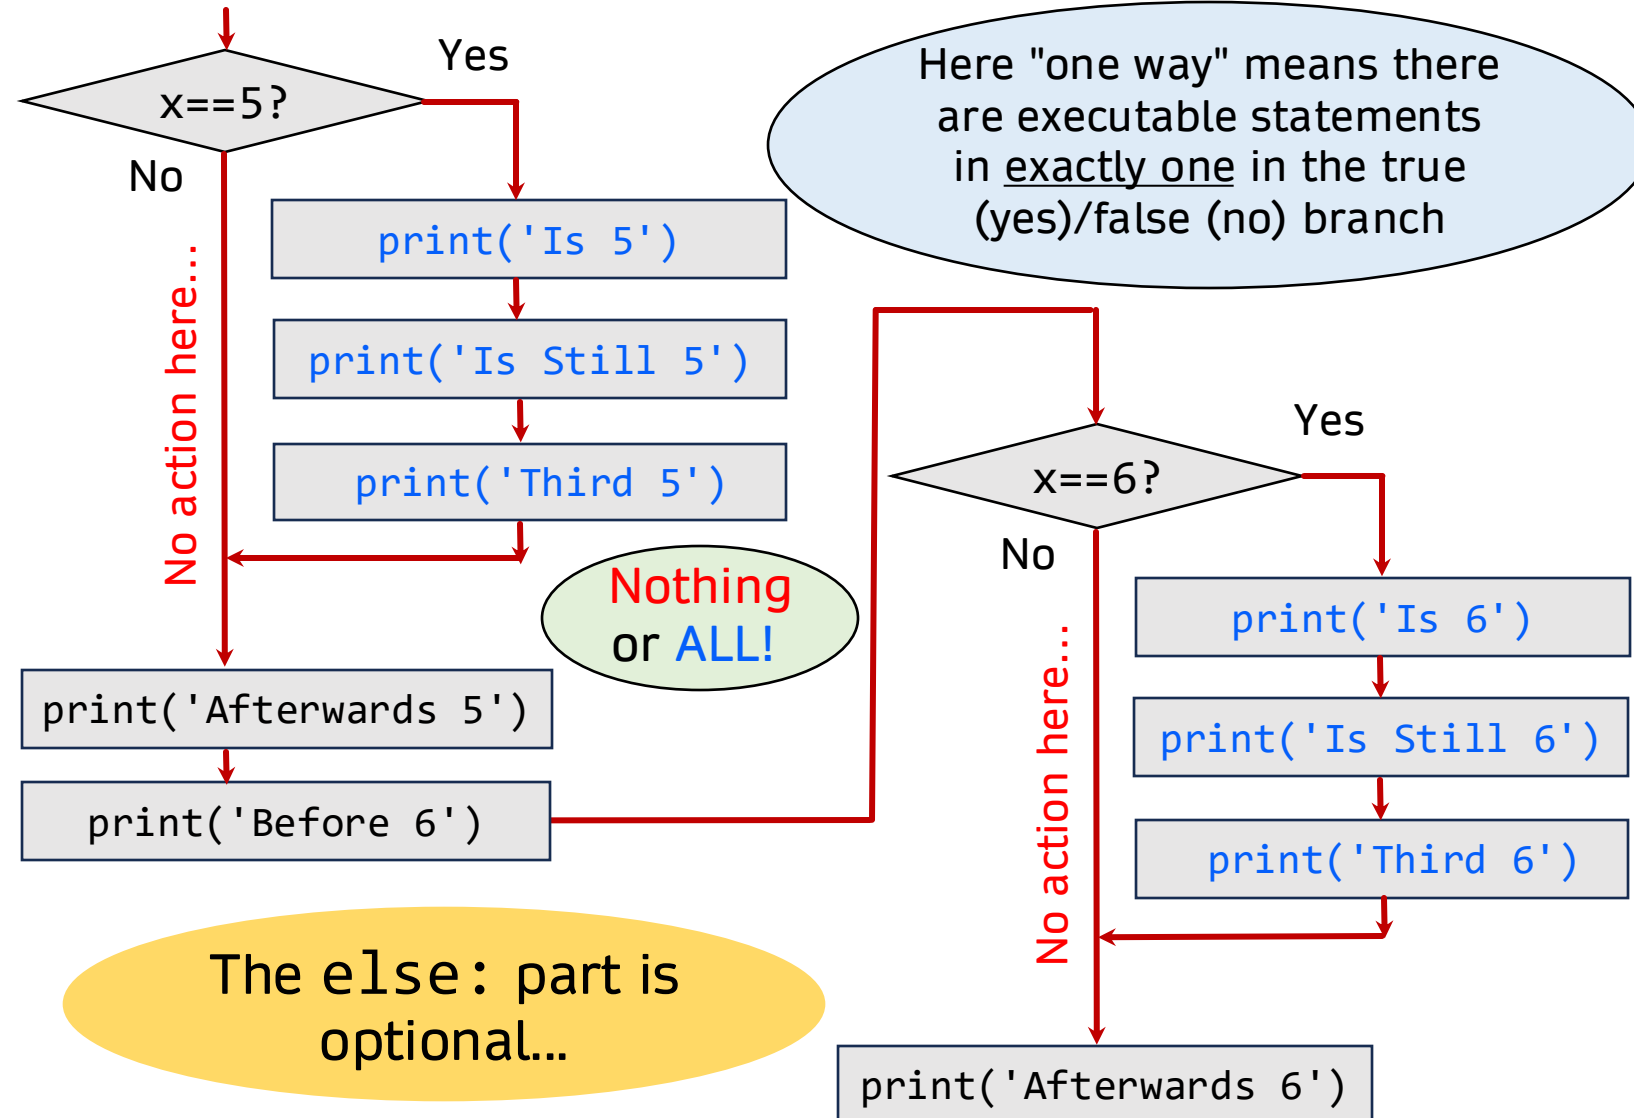 x==5?
Yes
No
No action here...
print('Is 5')
print('Is Still 5')
print('Third 5')
print('Afterwards 5')
print('Before 6')
Nothing
or ALL!
Here "one way" means there
are executable statements
in exactly one in the true
(yes)/false (no) branch
x==6?
Yes
No
No action here...
print('Is 6')
print('Is Still 6')
print('Third 6')
print('Afterwards 6')
The else: part is
optional...